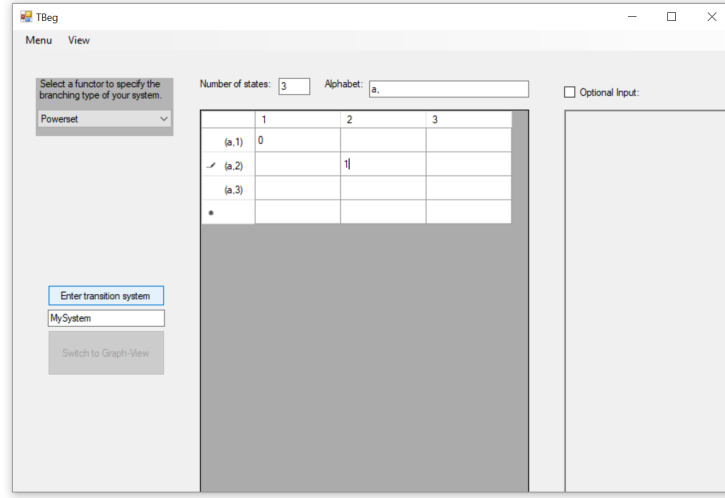 TBeg
Menu View
Select a functor to specify the
branching type of your system.
Powerset
Number of states: 3 Alphabet: a,
Optional Input:
1 2 3
(a,1) 0
(a,2) 1
(a,3)
*
Enter transition system
MySystem
Switch to Graph-View